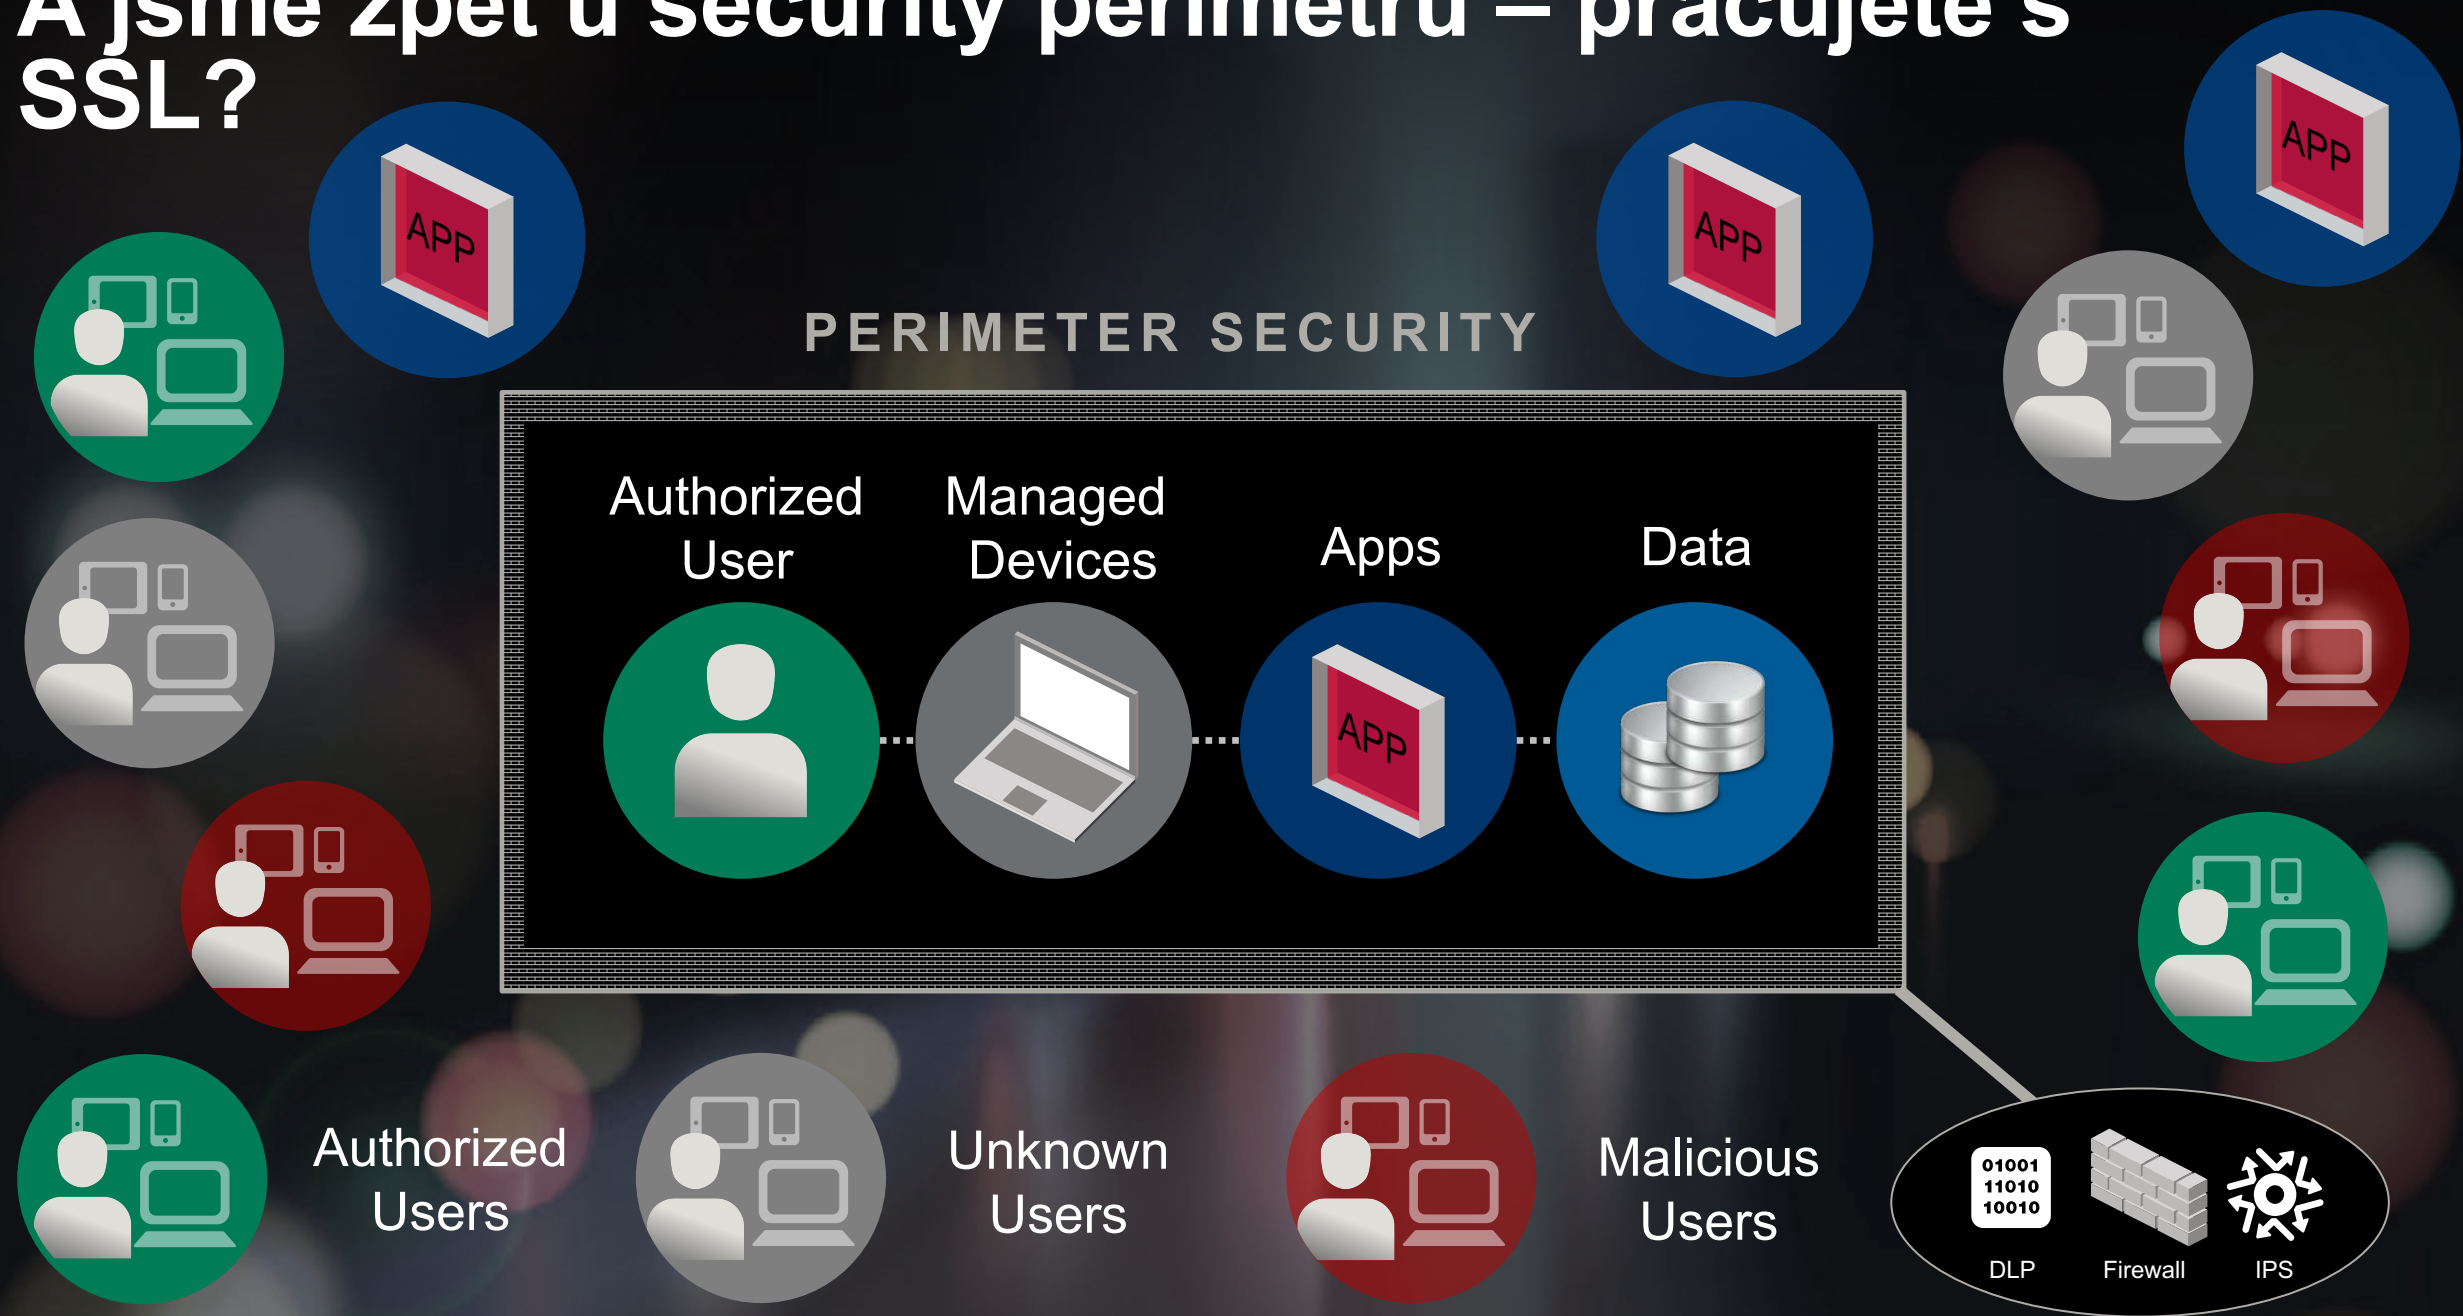 A jsme zpět u security perimetru – pracujete s
SSL?
APP
APP
APP
PERIMETER SECURITY
Authorized
User
Managed
Devices
Apps
Data
APP
Authorized
Users
Unknown
Users
Malicious
Users
01001
11010
10010
DLP
Firewall
IPS